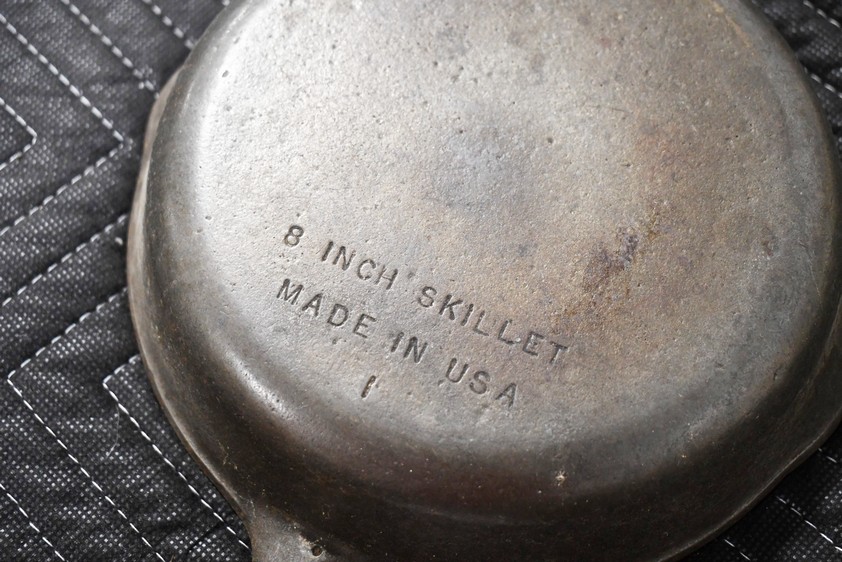 8 INCH SKILLET
MADE IN USA
I